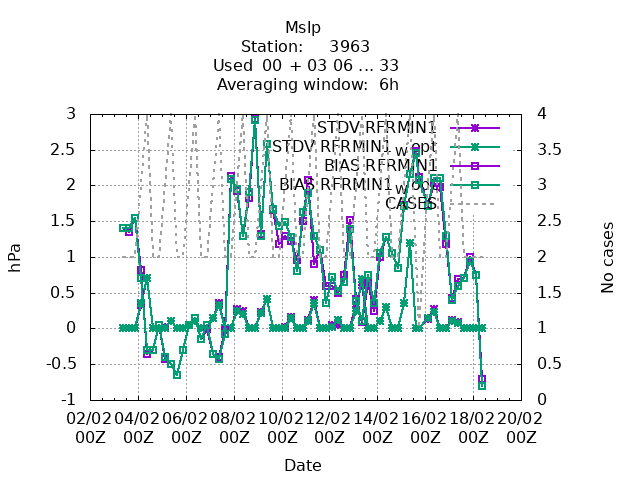 Mslp
Station: 3963
Used 00 + 03 06 ... 33
Averaging window: 6h
3
2.5
2
1.5
1
0.5
0
-0.5
-1
4
3.5
3
2.5
2
1.5
1
0.5
0
hPa
No cases
STDV RFRMIN1
STDV RFRMIN1 w opt
BIAS RFRMIN1
BIAS RFRMIN1 w opt
CASES
02/02 04/02 06/02 08/02 10/02 12/02 14/02 16/02 18/02 20/02
00Z 00Z 00Z 00Z 00Z 00Z 00Z 00Z 00Z 00Z
Date